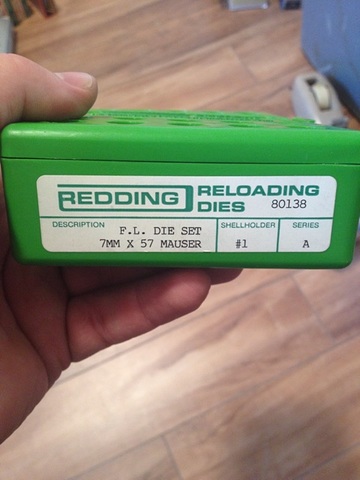 REDDING RELOADING
DIES 80138
DESCRIPTION F.L. DIE SET SHELLHOLDER SERIES
7MM X 57 MAUSER #1 A